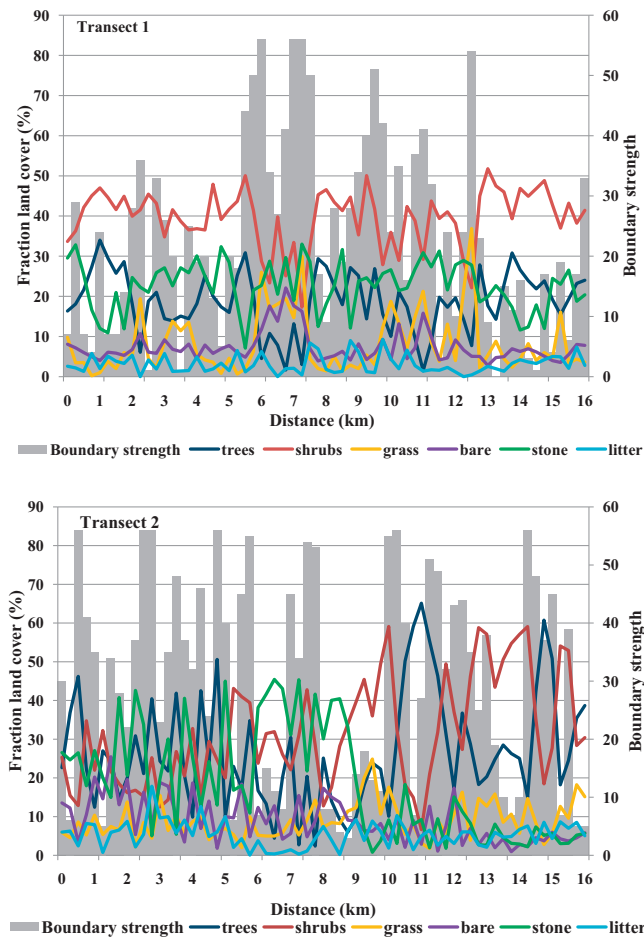 Transect 1
Fraction land cover (%)
90
80
70
60
50
40
30
20
10
0
60
50
40
30
20
10
0
Boundary strength
0 1 2 3 4 5 6 7 8 9 10 11 12 13 14 15 16
Distance (km)
Boundary strength trees shrubs grass bare stone litter
Transect 2
Fraction land cover (%)
90
80
70
60
50
40
30
20
10
0
60
50
40
30
20
10
0
Boundary strength
0 1 2 3 4 5 6 7 8 9 10 11 12 13 14 15 16
Distance (km)
Boundary strength trees shrubs grass bare stone litter